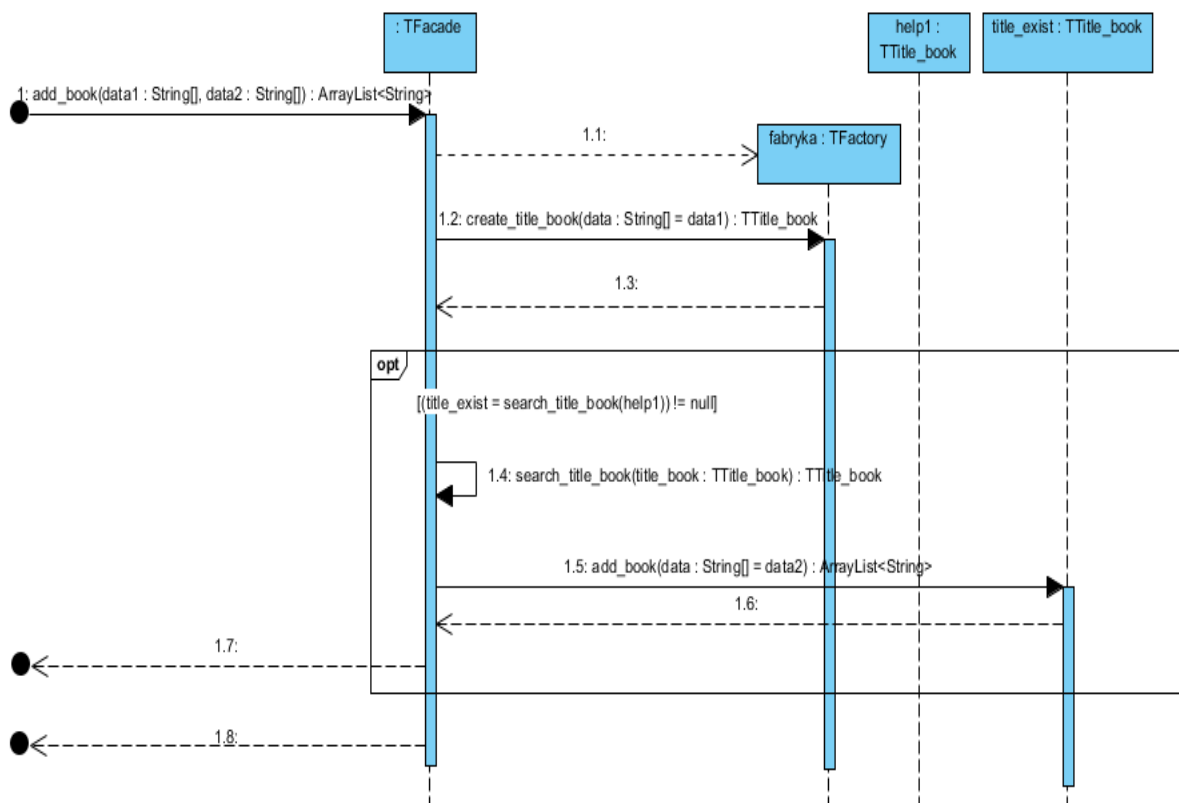 : TFacade
help1 :
TTitle_book
title_exist : TTitle_book
1: add_book(data1 : String[], data2 : String[]) : ArrayList<String>
1.1:
fabryka : TFactory
1.2: create_title_book(data : String[] = data1) : TTitle_book
1.3:
opt
[(title_exist = search_title_book(help1)) != null]
1.4: search_title_book(title_book : TTitle_book) : TTitle_book
1.5: add_book(data : String[] = data2) : ArrayList<String>
1.6:
1.7:
1.8: